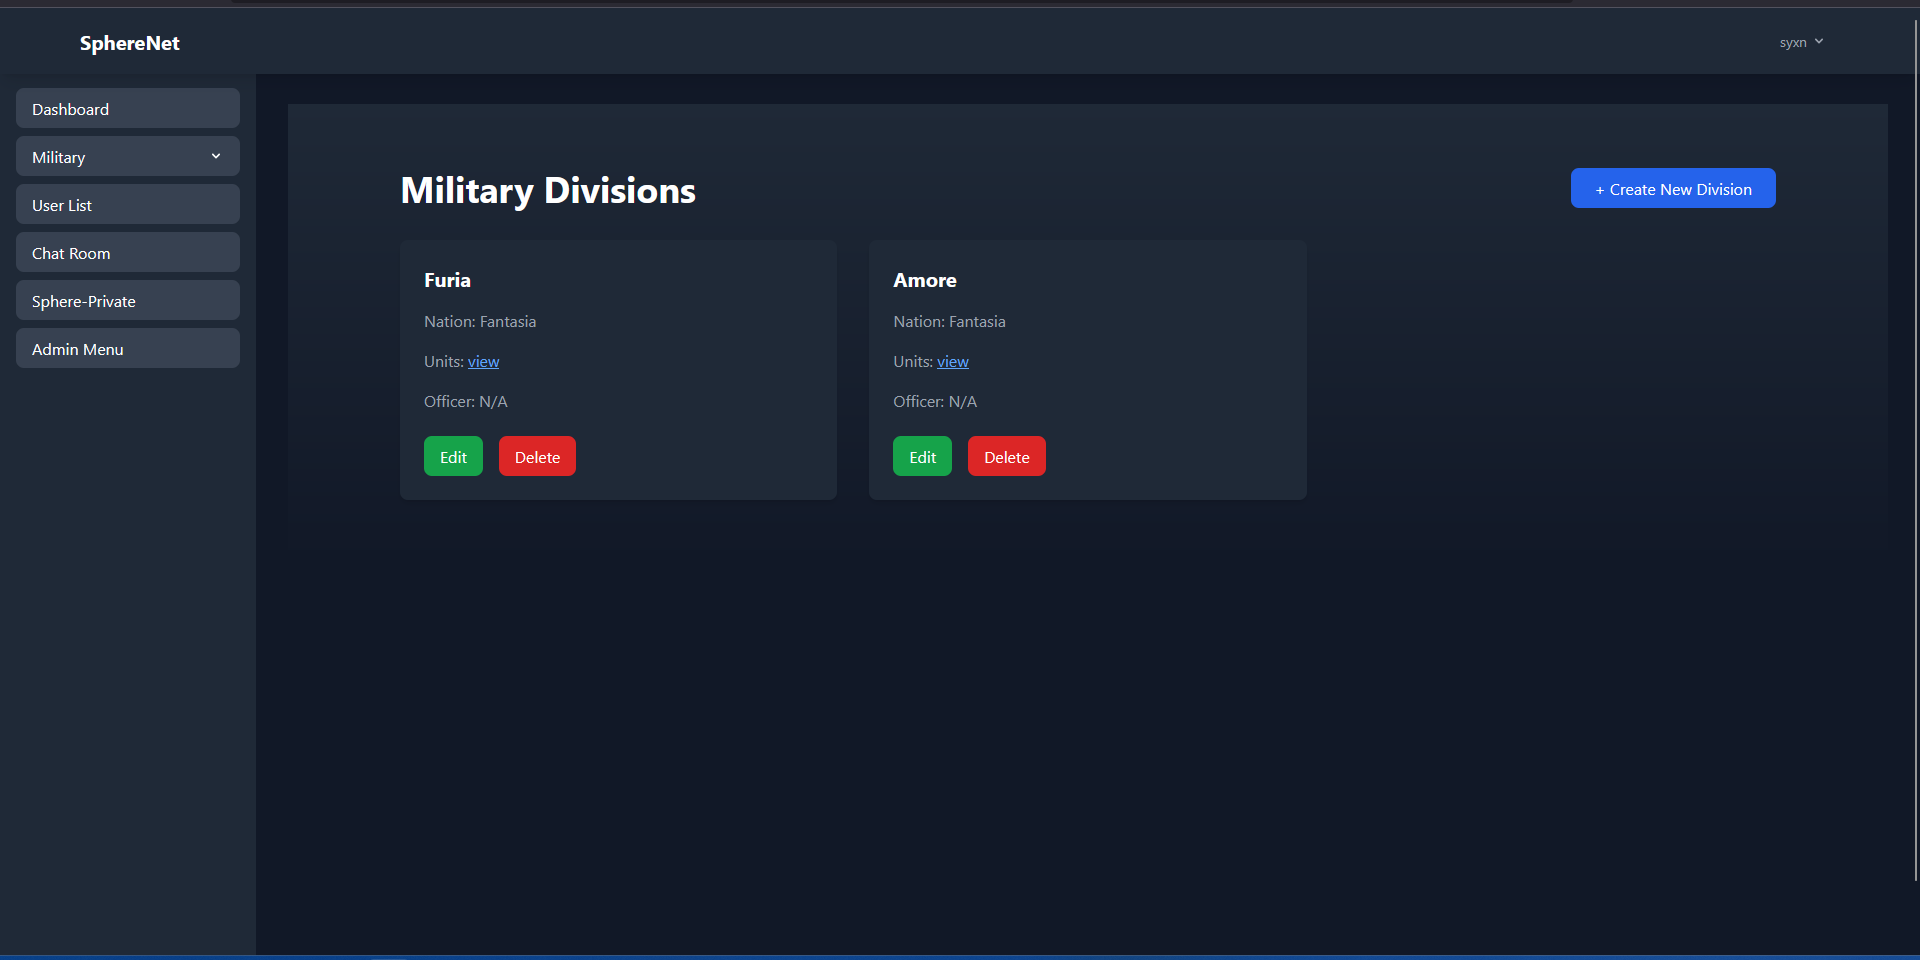 SphereNet
syxn
Dashboard
Military
User List
Chat Room
Sphere-Private
Admin Menu
Military Divisions
+ Create New Division
Furia
Nation: Fantasia
Units: view
Officer: N/A
Edit
Delete
Amore
Nation: Fantasia
Units: view
Officer: N/A
Edit
Delete